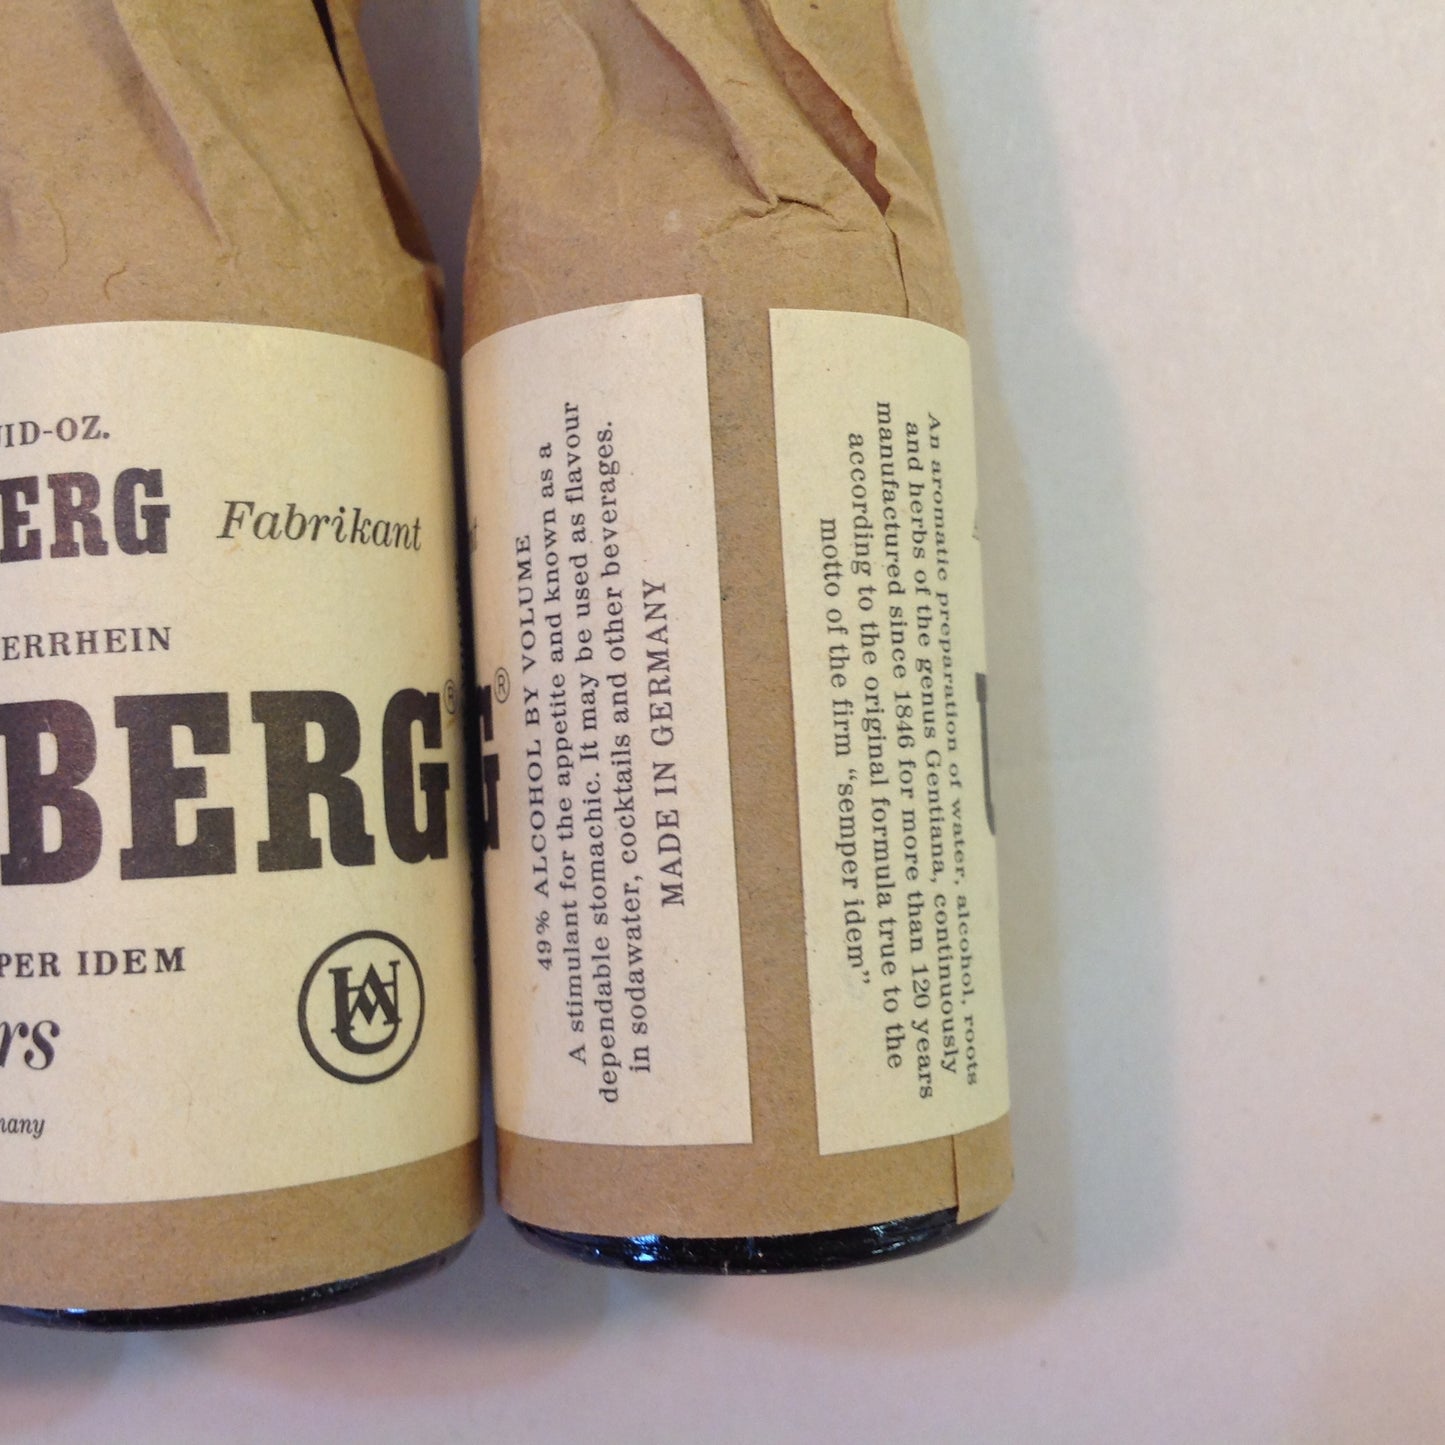 UID-OZ.
ERG Fabrikant
ERRHEIN
BERG®
PER IDEM
UA
rs
many
G®
49% ALCOHOL BY VOLUME
A stimulant for the appetite and known as a
dependable stomachic. It may be used as flavour
in sodawater, cocktails and other beverages.
MADE IN GERMANY
An aromatic preparation of water, alcohol, roots
and herbs of the genus Gentiana, continuously
manufactured since 1846 for more than 120 years
according to the original formula true to the
motto of the firm “semper idem”